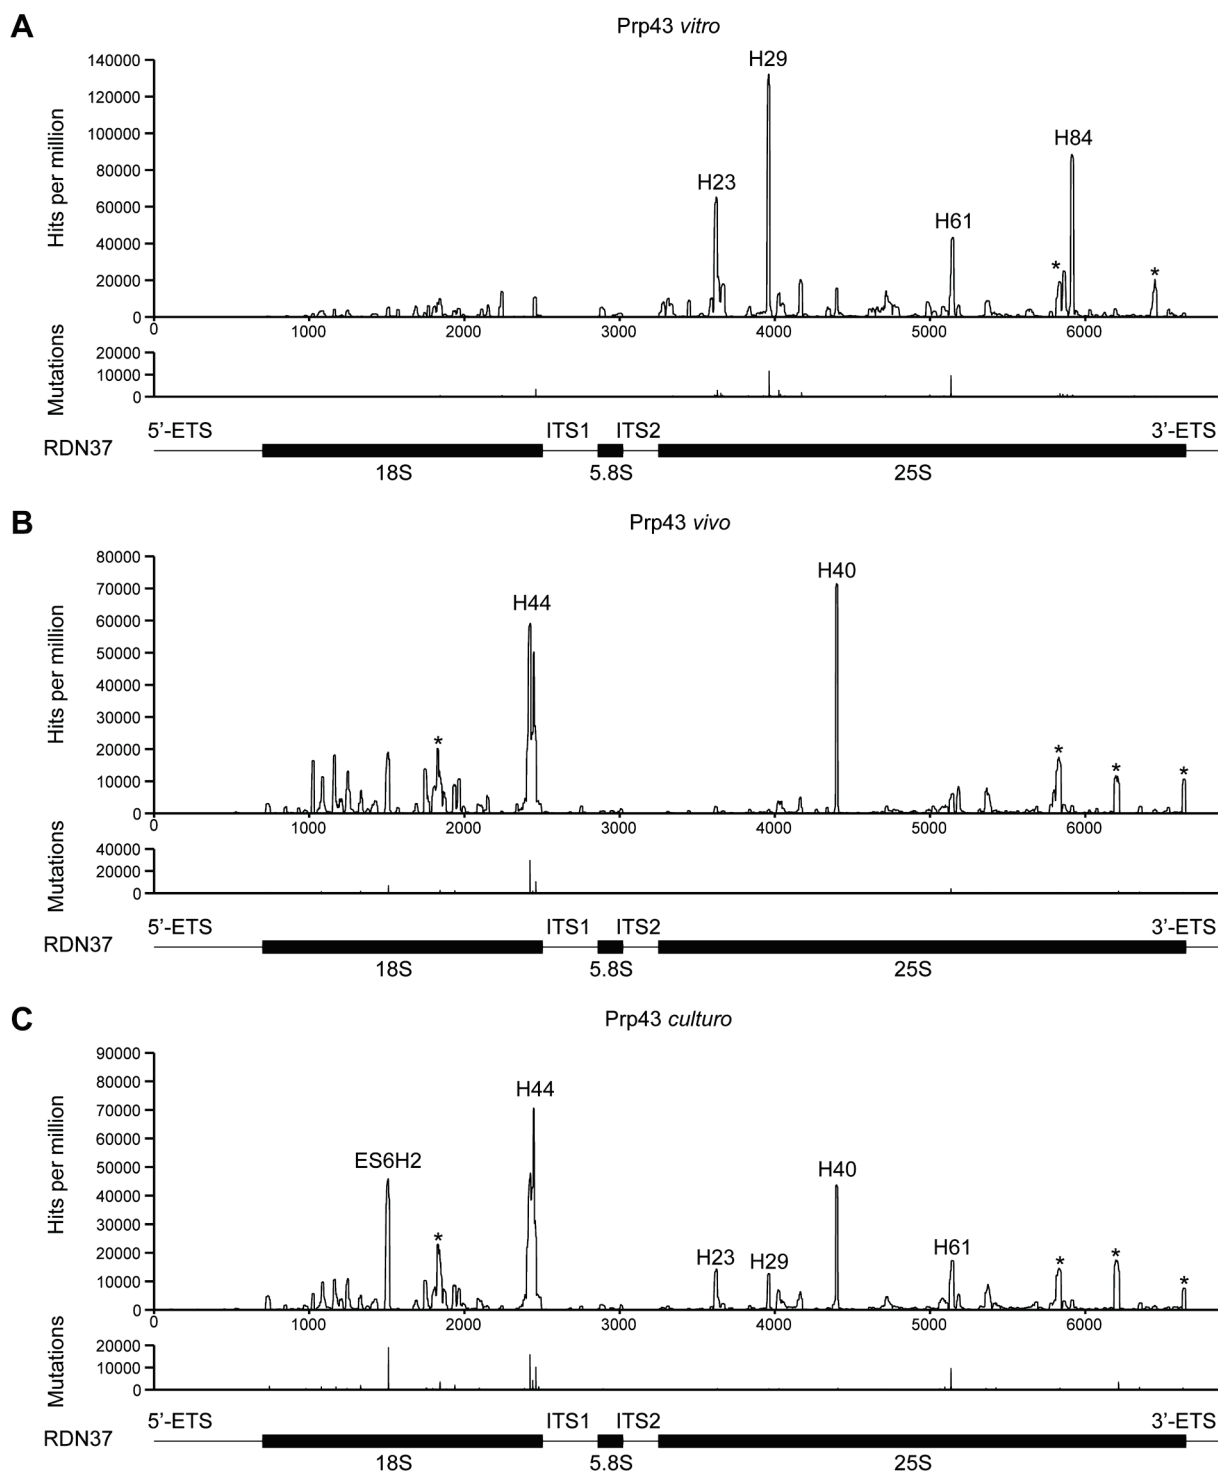 A
Prp43 vitro
Hits per million
140000
120000
100000
80000
60000
40000
20000
0
H23
H29
H61
H84
*
*
0 1000 2000 3000 4000 5000 6000
Mutations
20000
10000
0
5’-ETS ITS1 ITS2 3’-ETS
RDN37
18S 5.8S 25S
B
Prp43 vivo
Hits per million
80000
70000
60000
50000
40000
30000
20000
10000
0
*
H44
H40
*
*
*
0 1000 2000 3000 4000 5000 6000
Mutations
40000
20000
0
5’-ETS ITS1 ITS2 3’-ETS
RDN37
18S 5.8S 25S
C
Prp43 culturo
Hits per million
90000
80000
70000
60000
50000
40000
30000
20000
10000
0
ES6H2
*
H44
H23
H29
H40
H61
*
*
*
0 1000 2000 3000 4000 5000 6000
Mutations
20000
10000
0
5’-ETS ITS1 ITS2 3’-ETS
RDN37
18S 5.8S 25S